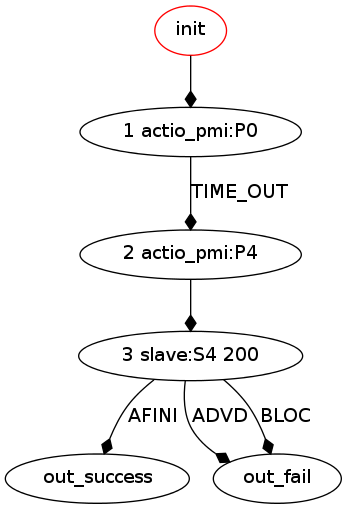 init
1 actio_pmi:P0
TIME_OUT
2 actio_pmi:P4
3 slave:S4 200
AFINI ADVD BLOC
out_success out_fail